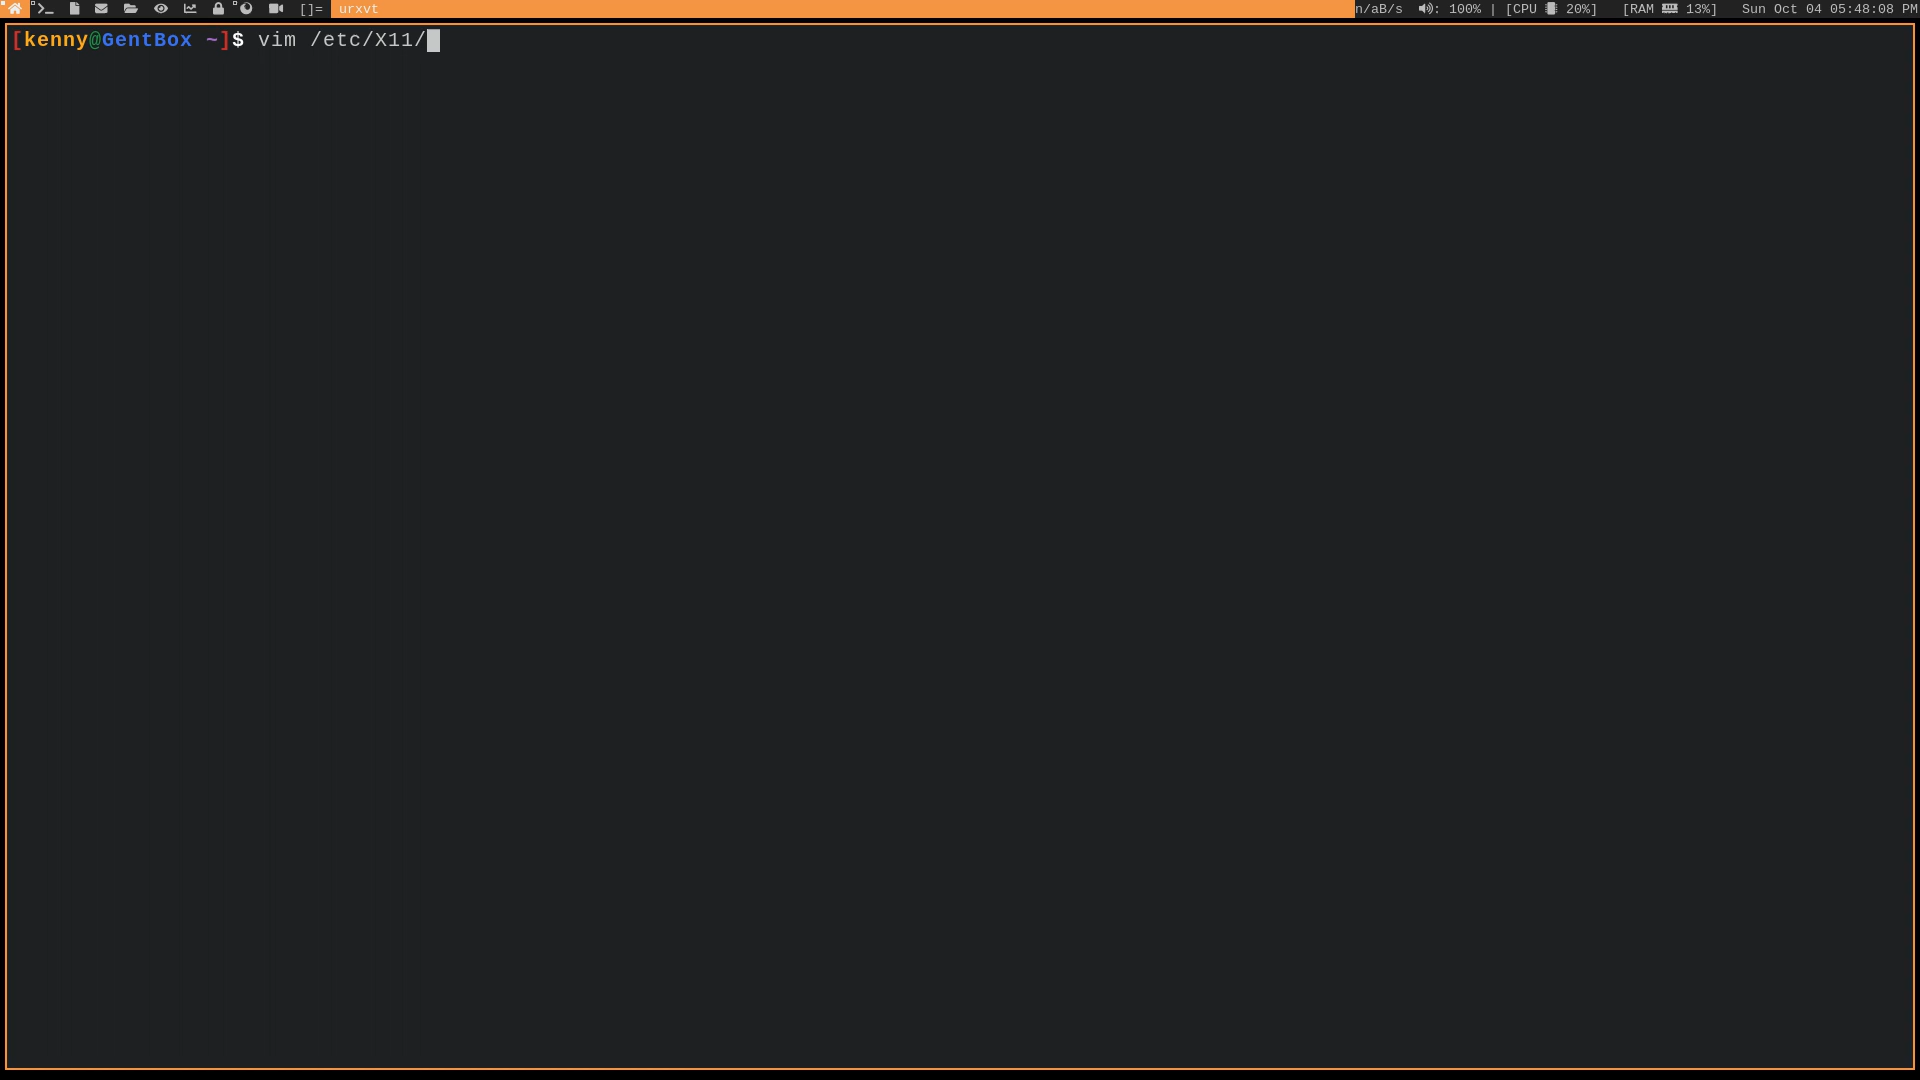 []= urxvt n/aB/s : 100% | [CPU 20%] [RAM 13%] Sun Oct 04 05:48:08 PM
[kenny@GentBox ~]$ vim /etc/X11/